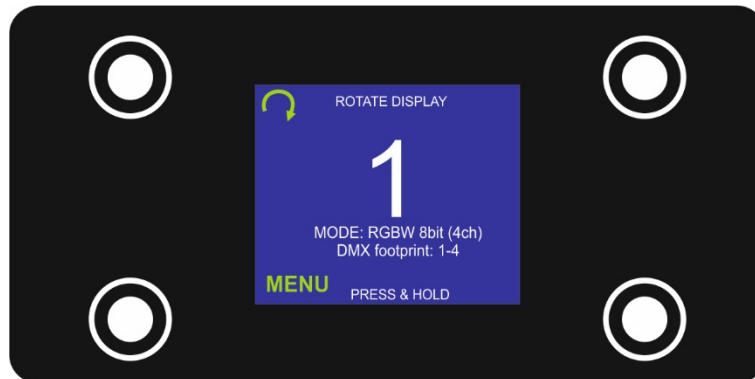 ROTATE DISPLAY
1
MODE: RGBW 8bit (4ch)
DMX footprint: 1-4
MENU
PRESS & HOLD